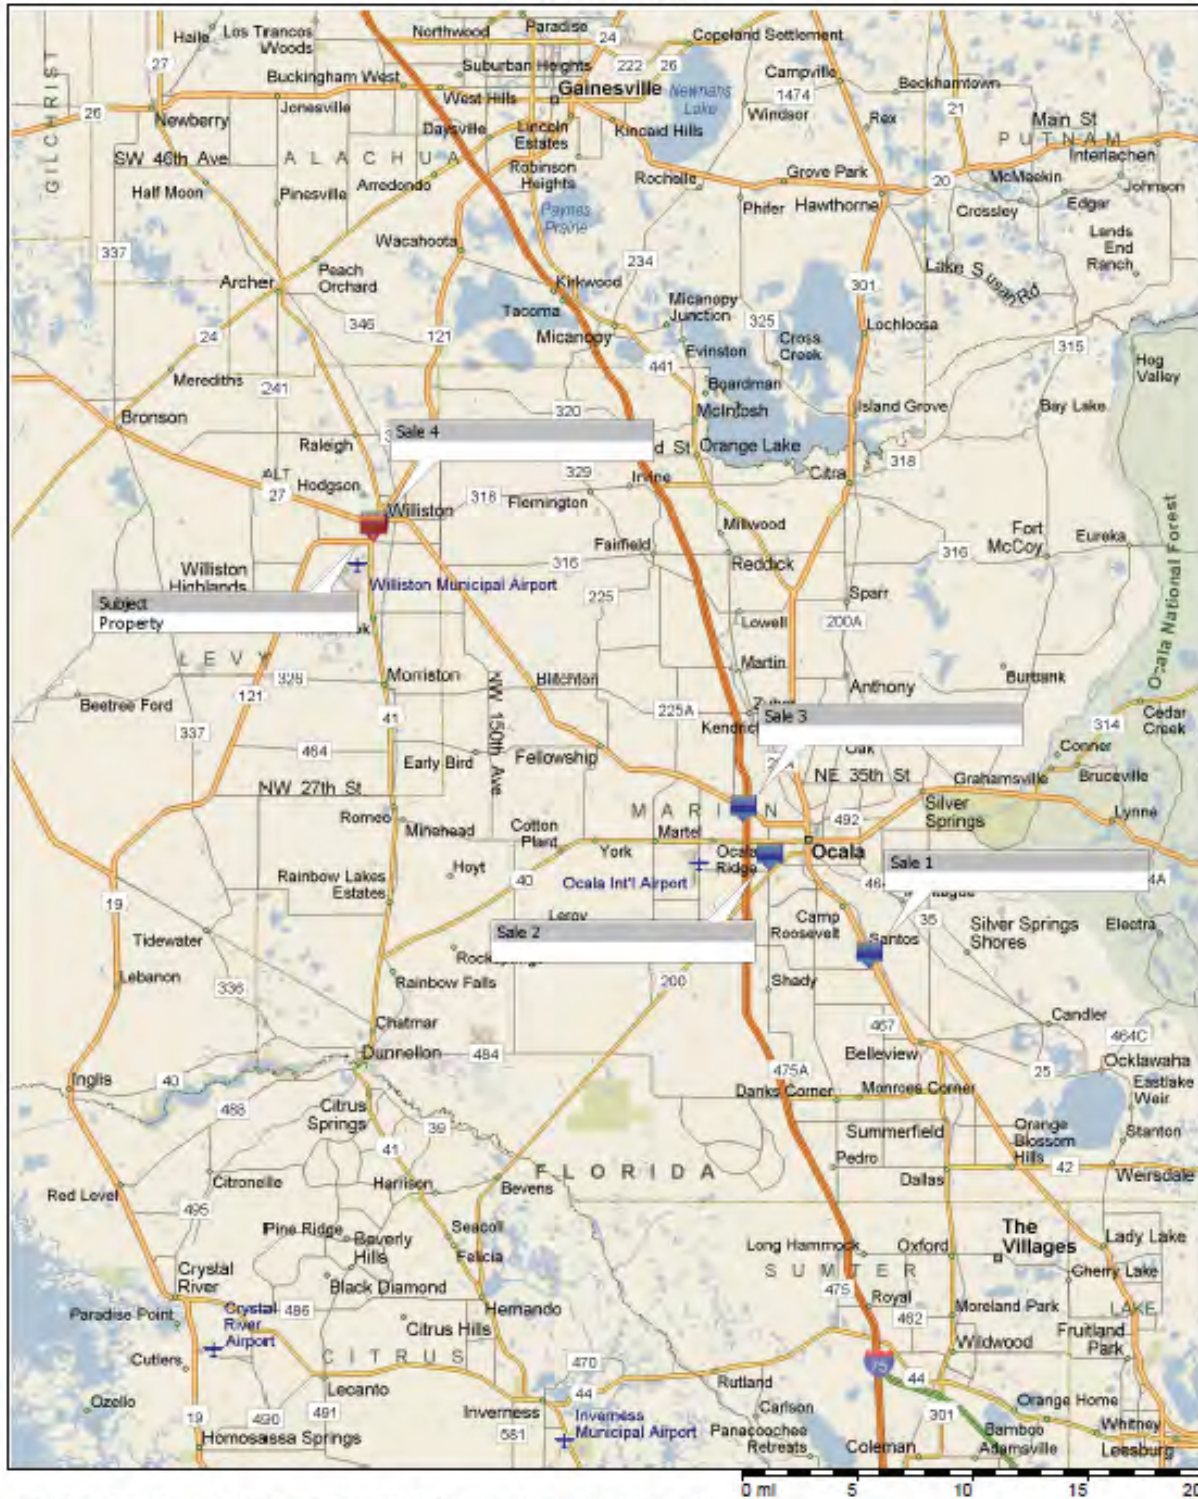 Haile
Los Trancos
Woods
Northwood
Paradise
24
Copeland Settlement
27
222
26
Suburban Heights
Buckingham West
Gainesville
Newnans
Lake
Campville
Beckhamtown
1474
21
GILCHRIST
26
Newberry
Jonesville
West Hills
Windsor
Rex
Main St
PUTNAM
Daysville
Lincoln
Estates
Kincaid Hills
Interlachen
SW 46th Ave
ALACHUA
Robinson
Heights
Half Moon
Pinesville
Arredondo
Rochelle
Grove Park
20
McMeekin
Johnson
Phifer
Hawthorne
Crossley
Edgar
Paynes
Prairie
337
Wacahoota
Lands
End
Ranch
Archer
Peach
Orchard
234
Lake Susan Rd
Kirkwood
301
Tacoma
Micanopy
Junction
346
121
Micanopy
325
Cross
Creek
Lochloosa
24
315
Evinston
Hog
Valley
Merediths
241
441
Boardman
Bronson
320
McIntosh
Island Grove
Bay Lake
Sale 4
Raleigh
d St
Orange Lake
318
ALT
27
Hodgson
329
Irvine
Citra
Williston
318
Flemington
Millwood
Fort
McCoy
Eureka
Fairfield
316
316
Reddick
Williston
Highlands
Williston Municipal Airport
225
Sparr
Subject
Property
Lowell
200A
Ocala National Forest
LEVY
Martin
Burbank
326
Morriston
Blitchton
Anthony
121
Beetree Ford
41
NW 150th Ave
225A
Cedar
Creek
337
Kendric
Sale 3
314
464
Early Bird
Fellowship
Oak
Conner
NW 27th St
NE 35th St
Grahamsville
Bruceville
MARION
Silver
Springs
Lynne
Romeo
Minehead
Cotton
Plant
York
Martel
492
Ocala
Ridge
Ocala
Hoyt
40
Ocala Int'l Airport
Sale 1
4A
Rainbow Lakes
Estates
19
Leroy
Camp
Roosevelt
35
Silver Springs
Shores
Electra
Tidewater
Sale 2
Santos
Lebanon
336
Rainbow Falls
200
Shady
Chatmar
467
Candler
464C
Dunnellon
484
Belleview
25
Ocklawaha
Inglis
40
475A
Eastlake
Weir
488
Citrus
Springs
39
Danks Corner
Monroes Corner
Summerfield
Orange
Blossom
Hills
Stanton
41
Pedro
42
Weirsdale
FLORIDA
Dallas
Red Level
Citronelle
Harrison
Bevens
495
Pine Ridge
Beverly
Hills
Seacoll
Felicia
Long Hammock
Oxford
The
Villages
Lady Lake
SUMTER
Cherry Lake
Crystal
River
Black Diamond
475
Royal
Paradise Point
Crystal
River
Airport
486
Hernando
462
Moreland Park
LAKE
Citrus Hills
Wildwood
Fruitland
Park
Cutlers
CITRUS
470
75
Lecanto
44
Rutland
44
Ozello
Orange Home
19
490
491
Inverness
581
Inverness
Municipal Airport
Carlson
301
Whitney
Homosassa Springs
Panacoochee
Retreats
Coleman
Bamboo
Adamsville
Leesburg
0 mi 5 10 15 20